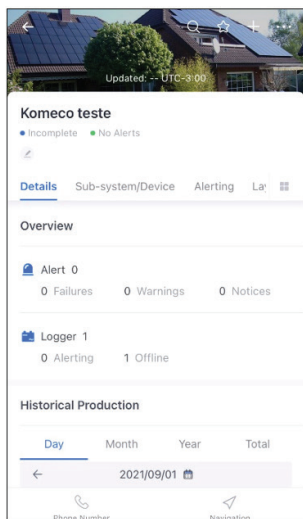 Updated: -- UTC-3:00
Komeco teste
Incomplete No Alerts
Details Sub-system/Device Alerting La
Overview
Alert 0
0 Failures 0 Warnings 0 Notices
Logger 1
0 Alerting 1 Offline
Historical Production
Day Month Year Total
2021/09/01
Phone Number Navigation